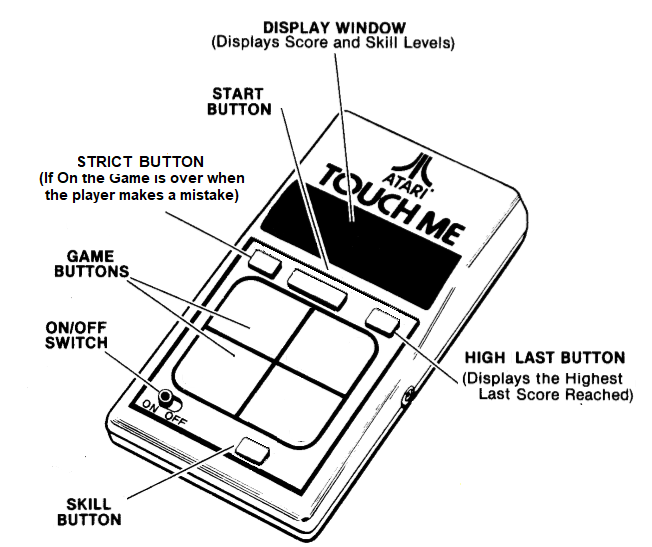 DISPLAY WINDOW
(Displays Score and Skill Levels)
START
BUTTON
STRICT BUTTON
(If On the Game is over when
the player makes a mistake)
ATARI
TOUCH ME
GAME
BUTTONS
ON/OFF
SWITCH
ON OFF
HIGH LAST BUTTON
(Displays the Highest
Last Score Reached)
SKILL
BUTTON